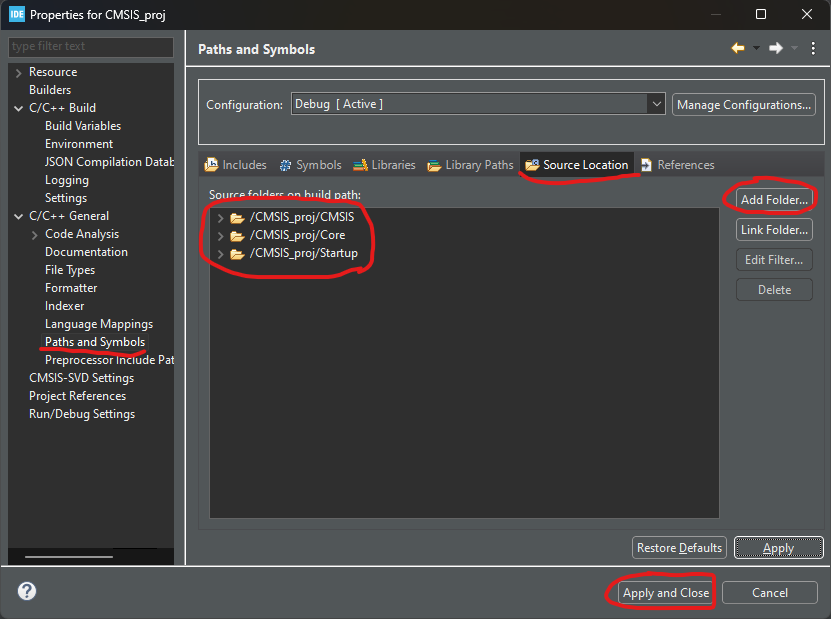 IDE Properties for CMSIS_proj
type filter text
Resource
Builders
C/C++ Build
Build Variables
Environment
JSON Compilation Datab
Logging
Settings
C/C++ General
Code Analysis
Documentation
File Types
Formatter
Indexer
Language Mappings
Paths and Symbols
Preprocessor Include Pat
CMSIS-SVD Settings
Project References
Run/Debug Settings
Paths and Symbols
Configuration: Debug [ Active ] Manage Configurations...
Includes Symbols Libraries Library Paths Source Location References
Source folders on build path:
/CMSIS_proj/CMSIS
/CMSIS_proj/Core
/CMSIS_proj/Startup
Add Folder...
Link Folder...
Edit Filter...
Delete
Restore Defaults Apply
? Apply and Close Cancel